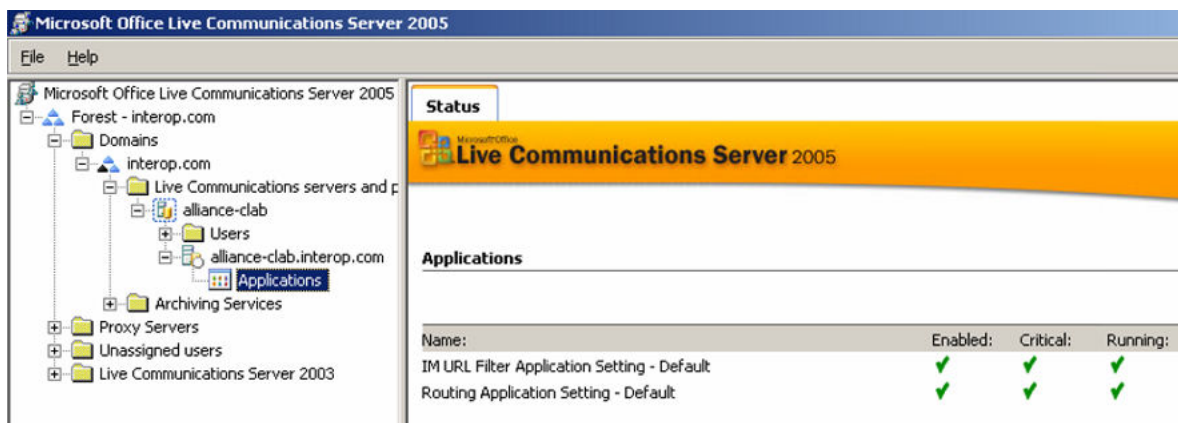 Microsoft Office Live Communications Server 2005
File Help
Microsoft Office Live Communications Server 2005
Forest - interop.com
Domains
interop.com
Live Communications servers and p
alliance-clab
Users
alliance-clab.interop.com
Applications
Archiving Services
Proxy Servers
Unassigned users
Live Communications Server 2003
Status
Microsoft Office
Live Communications Server 2005
Applications
Name: Enabled: Critical: Running:
IM URL Filter Application Setting - Default
Routing Application Setting - Default